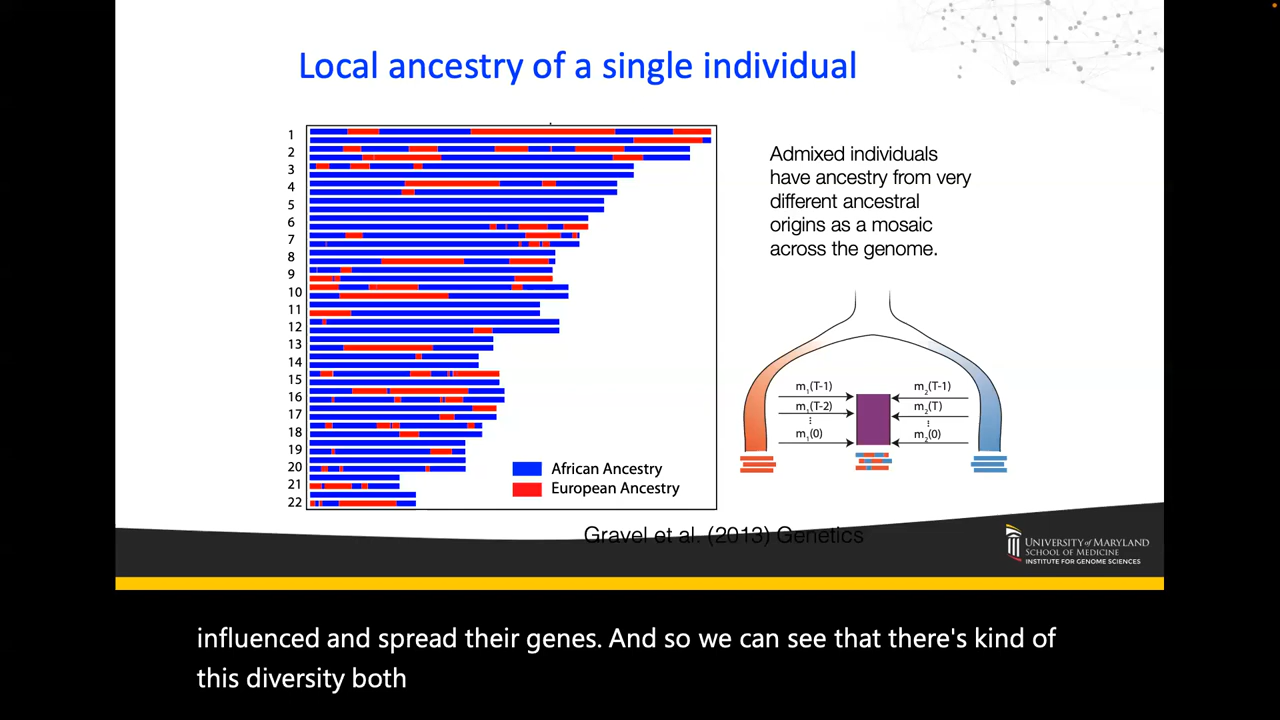 Local ancestry of a single individual
1
2
3
4
5
6
7
8
9
10
11
12
13
14
15
16
17
18
19
20
21
22
African Ancestry
European Ancestry
Admixed individuals
have ancestry from very
different ancestral
origins as a mosaic
across the genome.
m1(T-1) m2(T-1)
m1(T-2) m2(T)
⋮ ⋮
m1(0) m2(0)
Gravel et al. (2013) Genetics
UNIVERSITY of MARYLAND
SCHOOL OF MEDICINE
INSTITUTE FOR GENOME SCIENCES
influenced and spread their genes. And so we can see that there's kind of
this diversity both